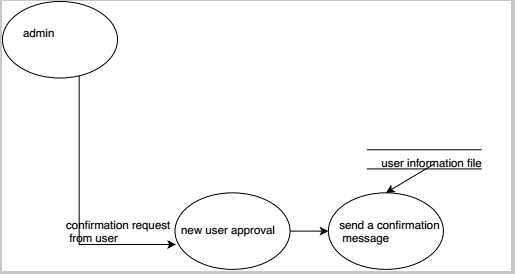 admin
user information file
confirmation request
from user
new user approval
send a confirmation
message